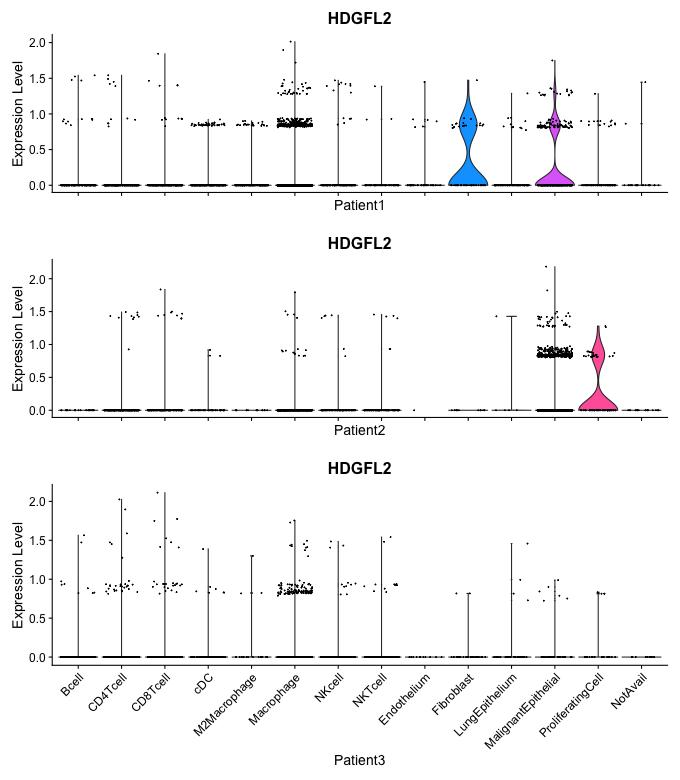 HDGFL2
Expression Level
2.0
1.5
1.0
0.5
0.0
Patient1
HDGFL2
Expression Level
2.0
1.5
1.0
0.5
0.0
Patient2
HDGFL2
Expression Level
2.0
1.5
1.0
0.5
0.0
Bcell
CD4Tcell
CD8Tcell
cDC
M2Macrophage
Macrophage
NKcell
NKTcell
Endothelium
Fibroblast
LungEpithelium
MalignantEpithelial
ProliferatingCell
NotAvail
Patient3